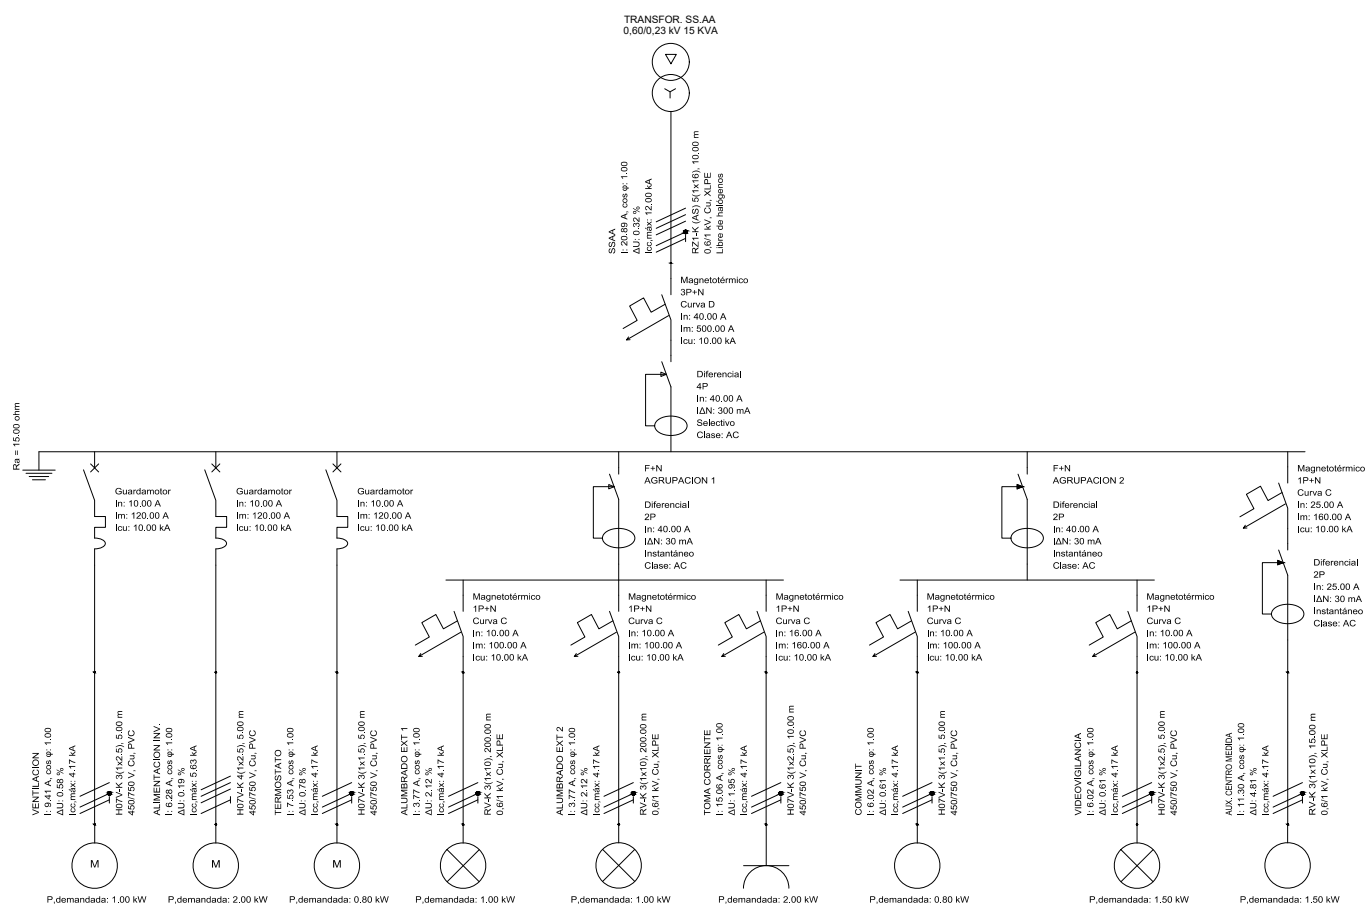 TRANSFOR. SS.AA
0,60/0,23 kV 15 KVA
SSAA
I: 20.89 A, cos φ: 1.00
ΔU: 0.32 %
Icc,máx: 12.00 kA
RZ1-K (AS) 5(1x16), 10.00 m
0,6/1 kV, Cu, XLPE
Libre de halógenos
Magnetotérmico
3P+N
Curva D
In: 40.00 A
Im: 500.00 A
Icu: 10.00 kA
Diferencial
4P
In: 40.00 A
IΔN: 300 mA
Selectivo
Clase: AC
Ra = 15.00 ohm
Guardamotor
In: 10.00 A
Im: 120.00 A
Icu: 10.00 kA
Guardamotor
In: 10.00 A
Im: 120.00 A
Icu: 10.00 kA
Guardamotor
In: 10.00 A
Im: 120.00 A
Icu: 10.00 kA
F+N
AGRUPACION 1
Diferencial
2P
In: 40.00 A
IΔN: 30 mA
Instantáneo
Clase: AC
F+N
AGRUPACION 2
Diferencial
2P
In: 40.00 A
IΔN: 30 mA
Instantáneo
Clase: AC
Magnetotérmico
1P+N
Curva C
In: 25.00 A
Im: 160.00 A
Icu: 10.00 kA
Diferencial
2P
In: 25.00 A
IΔN: 30 mA
Instantáneo
Clase: AC
Magnetotérmico
1P+N
Curva C
In: 10.00 A
Im: 100.00 A
Icu: 10.00 kA
Magnetotérmico
1P+N
Curva C
In: 10.00 A
Im: 100.00 A
Icu: 10.00 kA
Magnetotérmico
1P+N
Curva C
In: 16.00 A
Im: 160.00 A
Icu: 10.00 kA
Magnetotérmico
1P+N
Curva C
In: 10.00 A
Im: 100.00 A
Icu: 10.00 kA
Magnetotérmico
1P+N
Curva C
In: 10.00 A
Im: 100.00 A
Icu: 10.00 kA
VENTILACION
I: 9.41 A, cos φ: 1.00
ΔU: 0.58 %
Icc,máx: 4.17 kA
H07V-K 3(1x2.5), 5.00 m
450/750 V, Cu, PVC
ALIMENTACION INV.
I: 6.28 A, cos φ: 1.00
ΔU: 0.19 %
Icc,máx: 5.63 kA
H07V-K 4(1x2.5), 5.00 m
450/750 V, Cu, PVC
TERMOSTATO
I: 7.53 A, cos φ: 1.00
ΔU: 0.78 %
Icc,máx: 4.17 kA
H07V-K 3(1x1.5), 5.00 m
450/750 V, Cu, PVC
ALUMBRADO EXT 1
I: 3.77 A, cos φ: 1.00
ΔU: 2.12 %
Icc,máx: 4.17 kA
RV-K 3(1x10), 200.00 m
0,6/1 kV, Cu, XLPE
ALUMBRADO EXT 2
I: 3.77 A, cos φ: 1.00
ΔU: 2.12 %
Icc,máx: 4.17 kA
RV-K 3(1x10), 200.00 m
0,6/1 kV, Cu, XLPE
TOMA CORRIENTE
I: 15.06 A, cos φ: 1.00
ΔU: 1.95 %
Icc,máx: 4.17 kA
H07V-K 3(1x2.5), 10.00 m
450/750 V, Cu, PVC
COMMUNIT
I: 6.02 A, cos φ: 1.00
ΔU: 0.61 %
Icc,máx: 4.17 kA
H07V-K 3(1x1.5), 5.00 m
450/750 V, Cu, PVC
VIDEOVIGILANCIA
I: 6.02 A, cos φ: 1.00
ΔU: 0.61 %
Icc,máx: 4.17 kA
H07V-K 3(1x2.5), 5.00 m
450/750 V, Cu, PVC
AUX. CENTRO MEDIDA
I: 11.30 A, cos φ: 1.00
ΔU: 4.81 %
Icc,máx: 4.17 kA
RV-K 3(1x10), 15.00 m
0,6/1 kV, Cu, XLPE
M
M
M
P,demandada: 1.00 kW
P,demandada: 2.00 kW
P,demandada: 0.80 kW
P,demandada: 1.00 kW
P,demandada: 1.00 kW
P,demandada: 2.00 kW
P,demandada: 0.80 kW
P,demandada: 1.50 kW
P,demandada: 1.50 kW